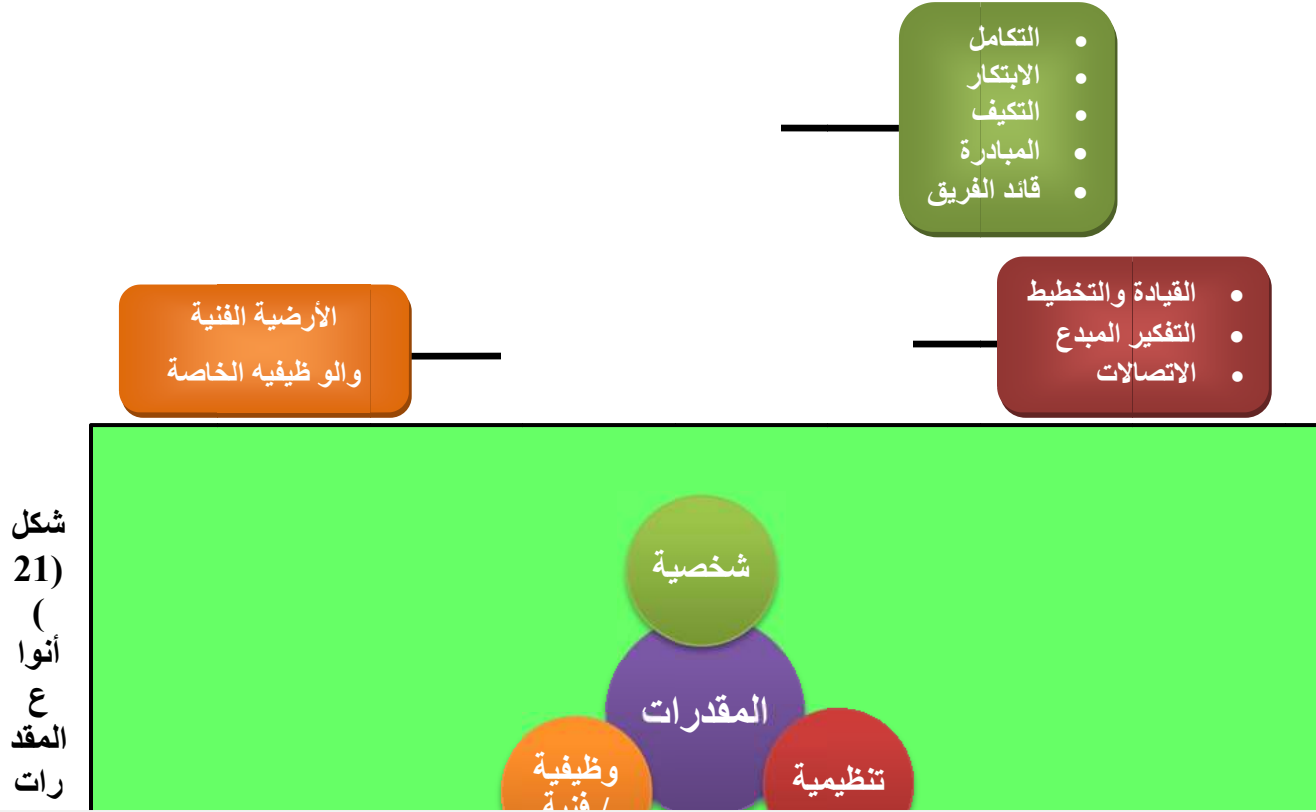 التكامل
الابتكار
التكيف
المبادرة
قائد الفريق
القيادة والتخطيط
التفكير المبدع
الاتصالات
الأرضية الفنية
والو ظيفيه الخاصة
شكل
(21
)
أنوا
ع
المقد
رات
شخصية
المقدرات
تنظيمية
وظيفية
/ فنية